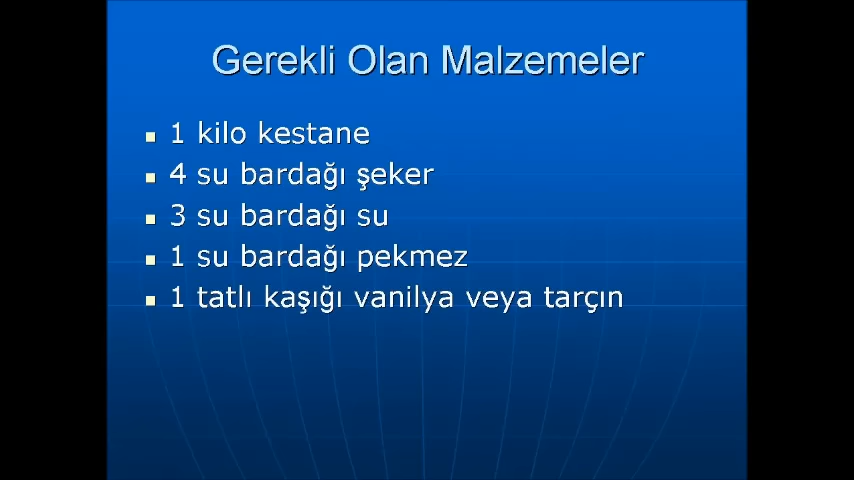 Gerekli Olan Malzemeler
1 kilo kestane
4 su bardağı şeker
3 su bardağı su
1 su bardağı pekmez
1 tatlı kaşığı vanilya veya tarçın